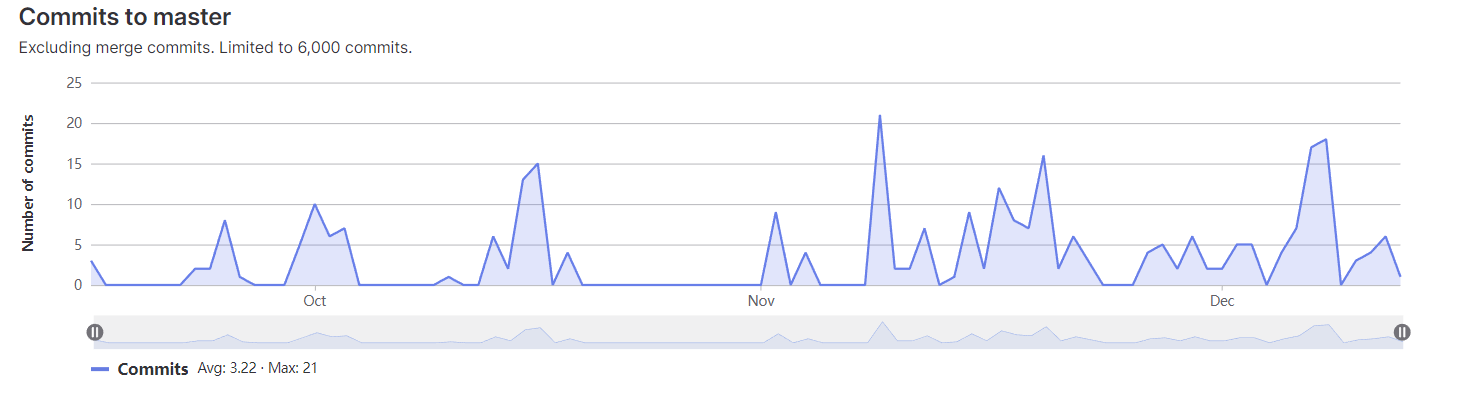 Commits to master
Excluding merge commits. Limited to 6,000 commits.
25
20
15
10
5
0
Number of commits
Oct Nov Dec
Commits Avg: 3.22 · Max: 21